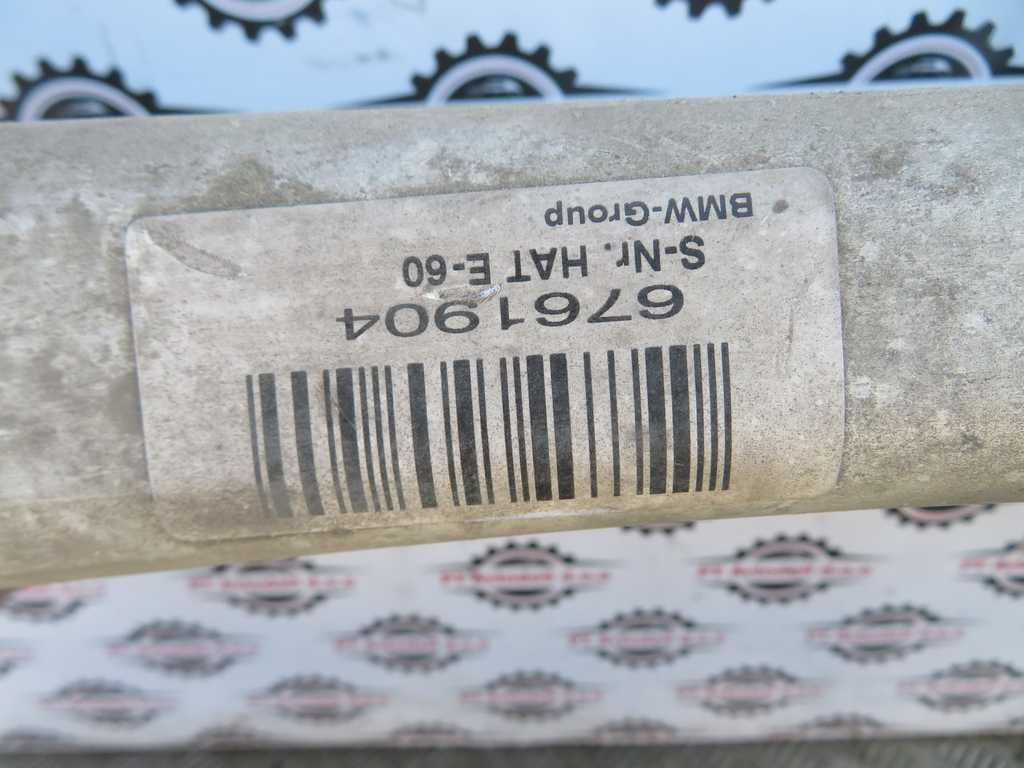 BMW-Group
S-Nr. HAT E-60
6761904